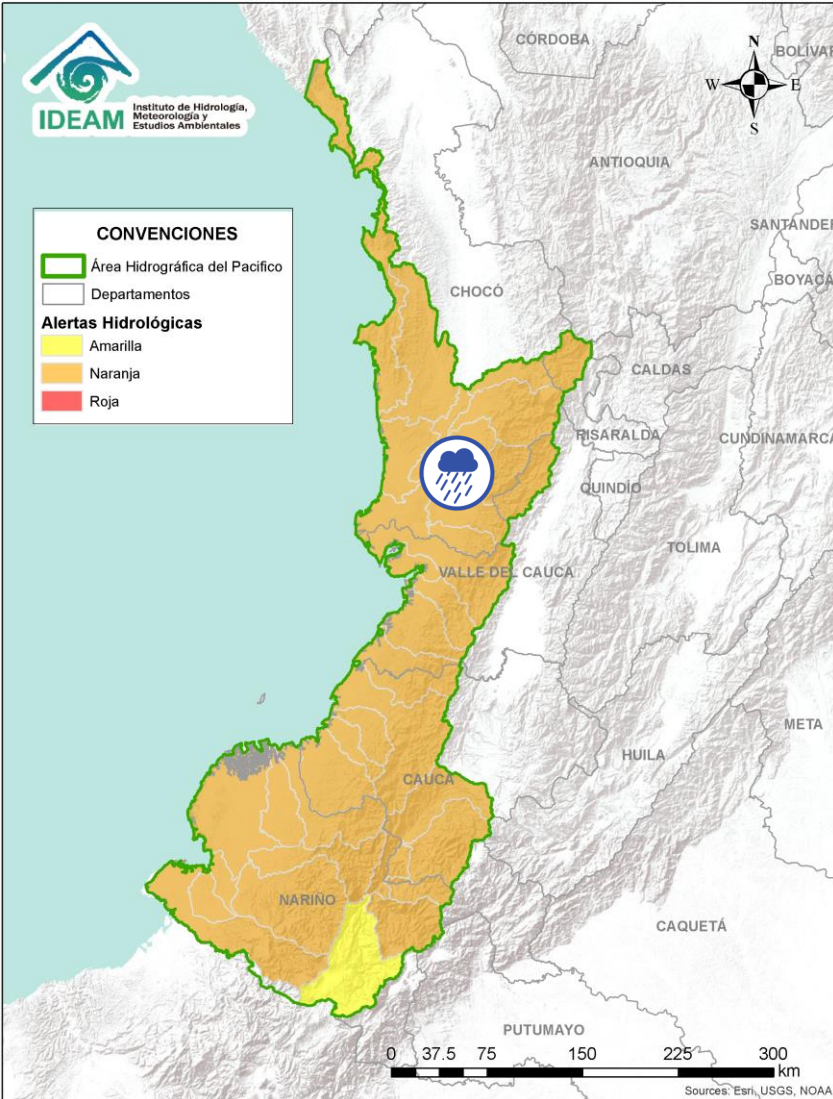 IDEAM
Instituto de Hidrología,
Meteorología y
Estudios Ambientales
N
W
E
S
CÓRDOBA
BOLÍVAR
ANTIOQUIA
SANTANDER
BOYACÁ
CONVENCIONES
Área Hidrográfica del Pacifico
Departamentos
Alertas Hidrológicas
Amarilla
Naranja
Roja
CHOCÓ
CALDAS
RISARALDA
CUNDINAMARCA
QUINDÍO
TOLIMA
VALLE DEL CAUCA
META
HUILA
CAUCA
NARIÑO
CAQUETÁ
PUTUMAYO
0 37.5 75 150 225 300
km
Sources: Esri, USGS, NOAA